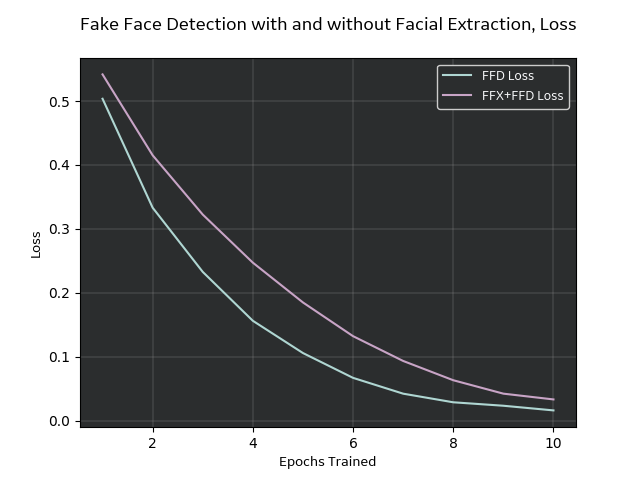 Fake Face Detection with and without Facial Extraction, Loss
FFD Loss
FFX+FFD Loss
0.5
0.4
0.3
0.2
0.1
0.0
Loss
2 4 6 8 10
Epochs Trained